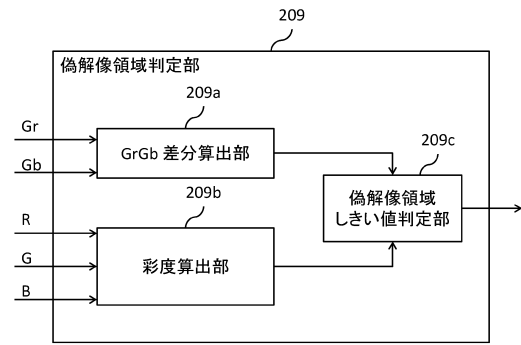 209
偽解像領域判定部
209a
Gr
GrGb 差分算出部
Gb
209c
偽解像領域
しきい値判定部
209b
R
G
彩度算出部
B